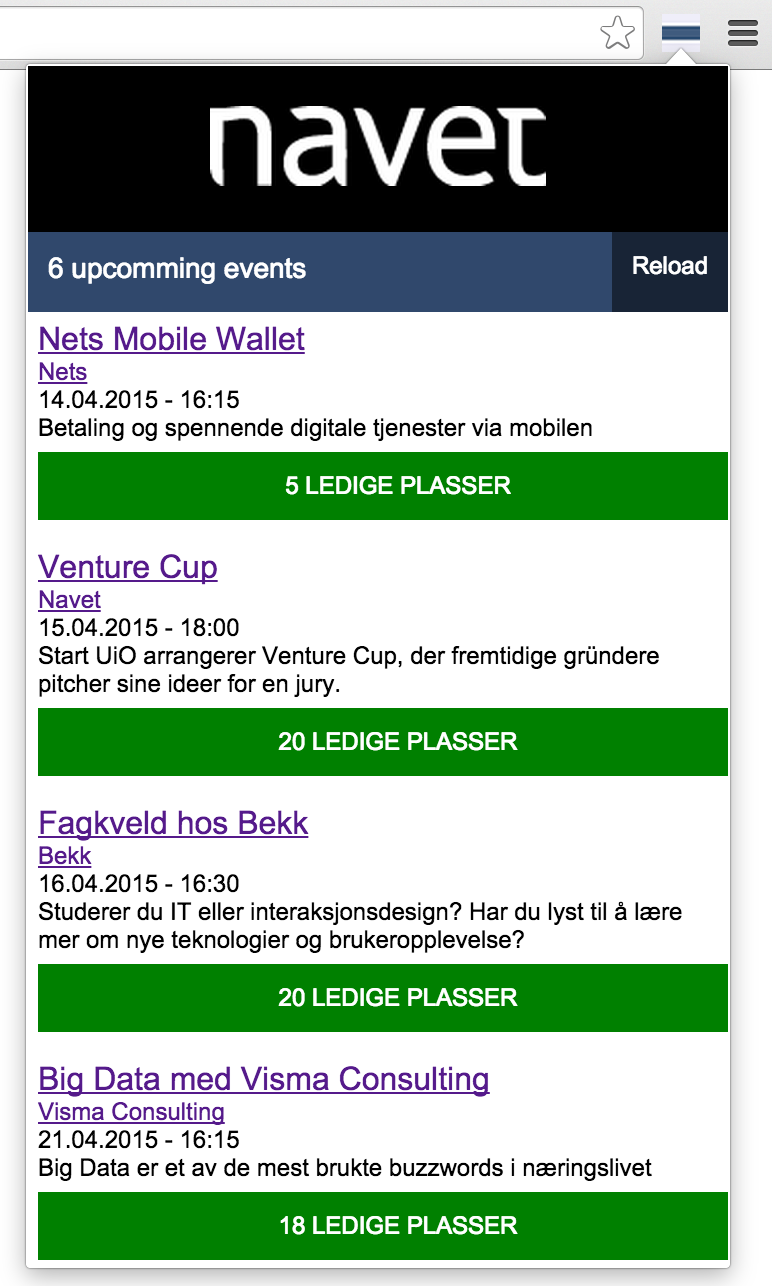 navet
6 upcomming events
Reload
Nets Mobile Wallet
Nets
14.04.2015 - 16:15
Betaling og spennende digitale tjenester via mobilen
5 LEDIGE PLASSER
Venture Cup
Navet
15.04.2015 - 18:00
Start UiO arrangerer Venture Cup, der fremtidige gründere
pitcher sine ideer for en jury.
20 LEDIGE PLASSER
Fagkveld hos Bekk
Bekk
16.04.2015 - 16:30
Studerer du IT eller interaksjonsdesign? Har du lyst til å lære
mer om nye teknologier og brukeropplevelse?
20 LEDIGE PLASSER
Big Data med Visma Consulting
Visma Consulting
21.04.2015 - 16:15
Big Data er et av de mest brukte buzzwords i næringslivet
18 LEDIGE PLASSER